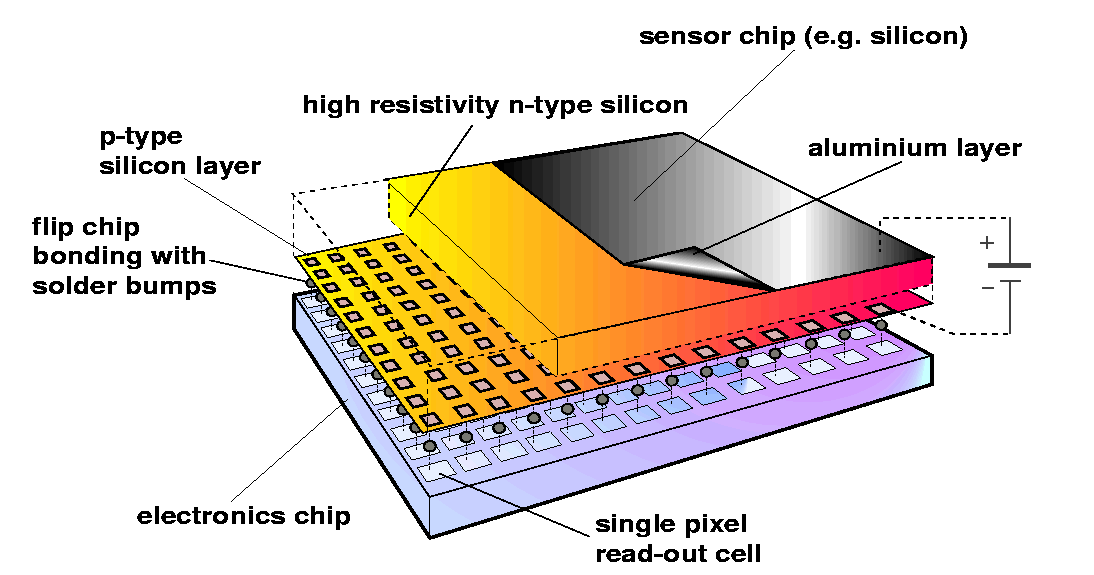 sensor chip (e.g. silicon)
high resistivity n-type silicon
p-type
silicon layer
aluminium layer
flip chip
bonding with
solder bumps
+
−
electronics chip
single pixel
read-out cell